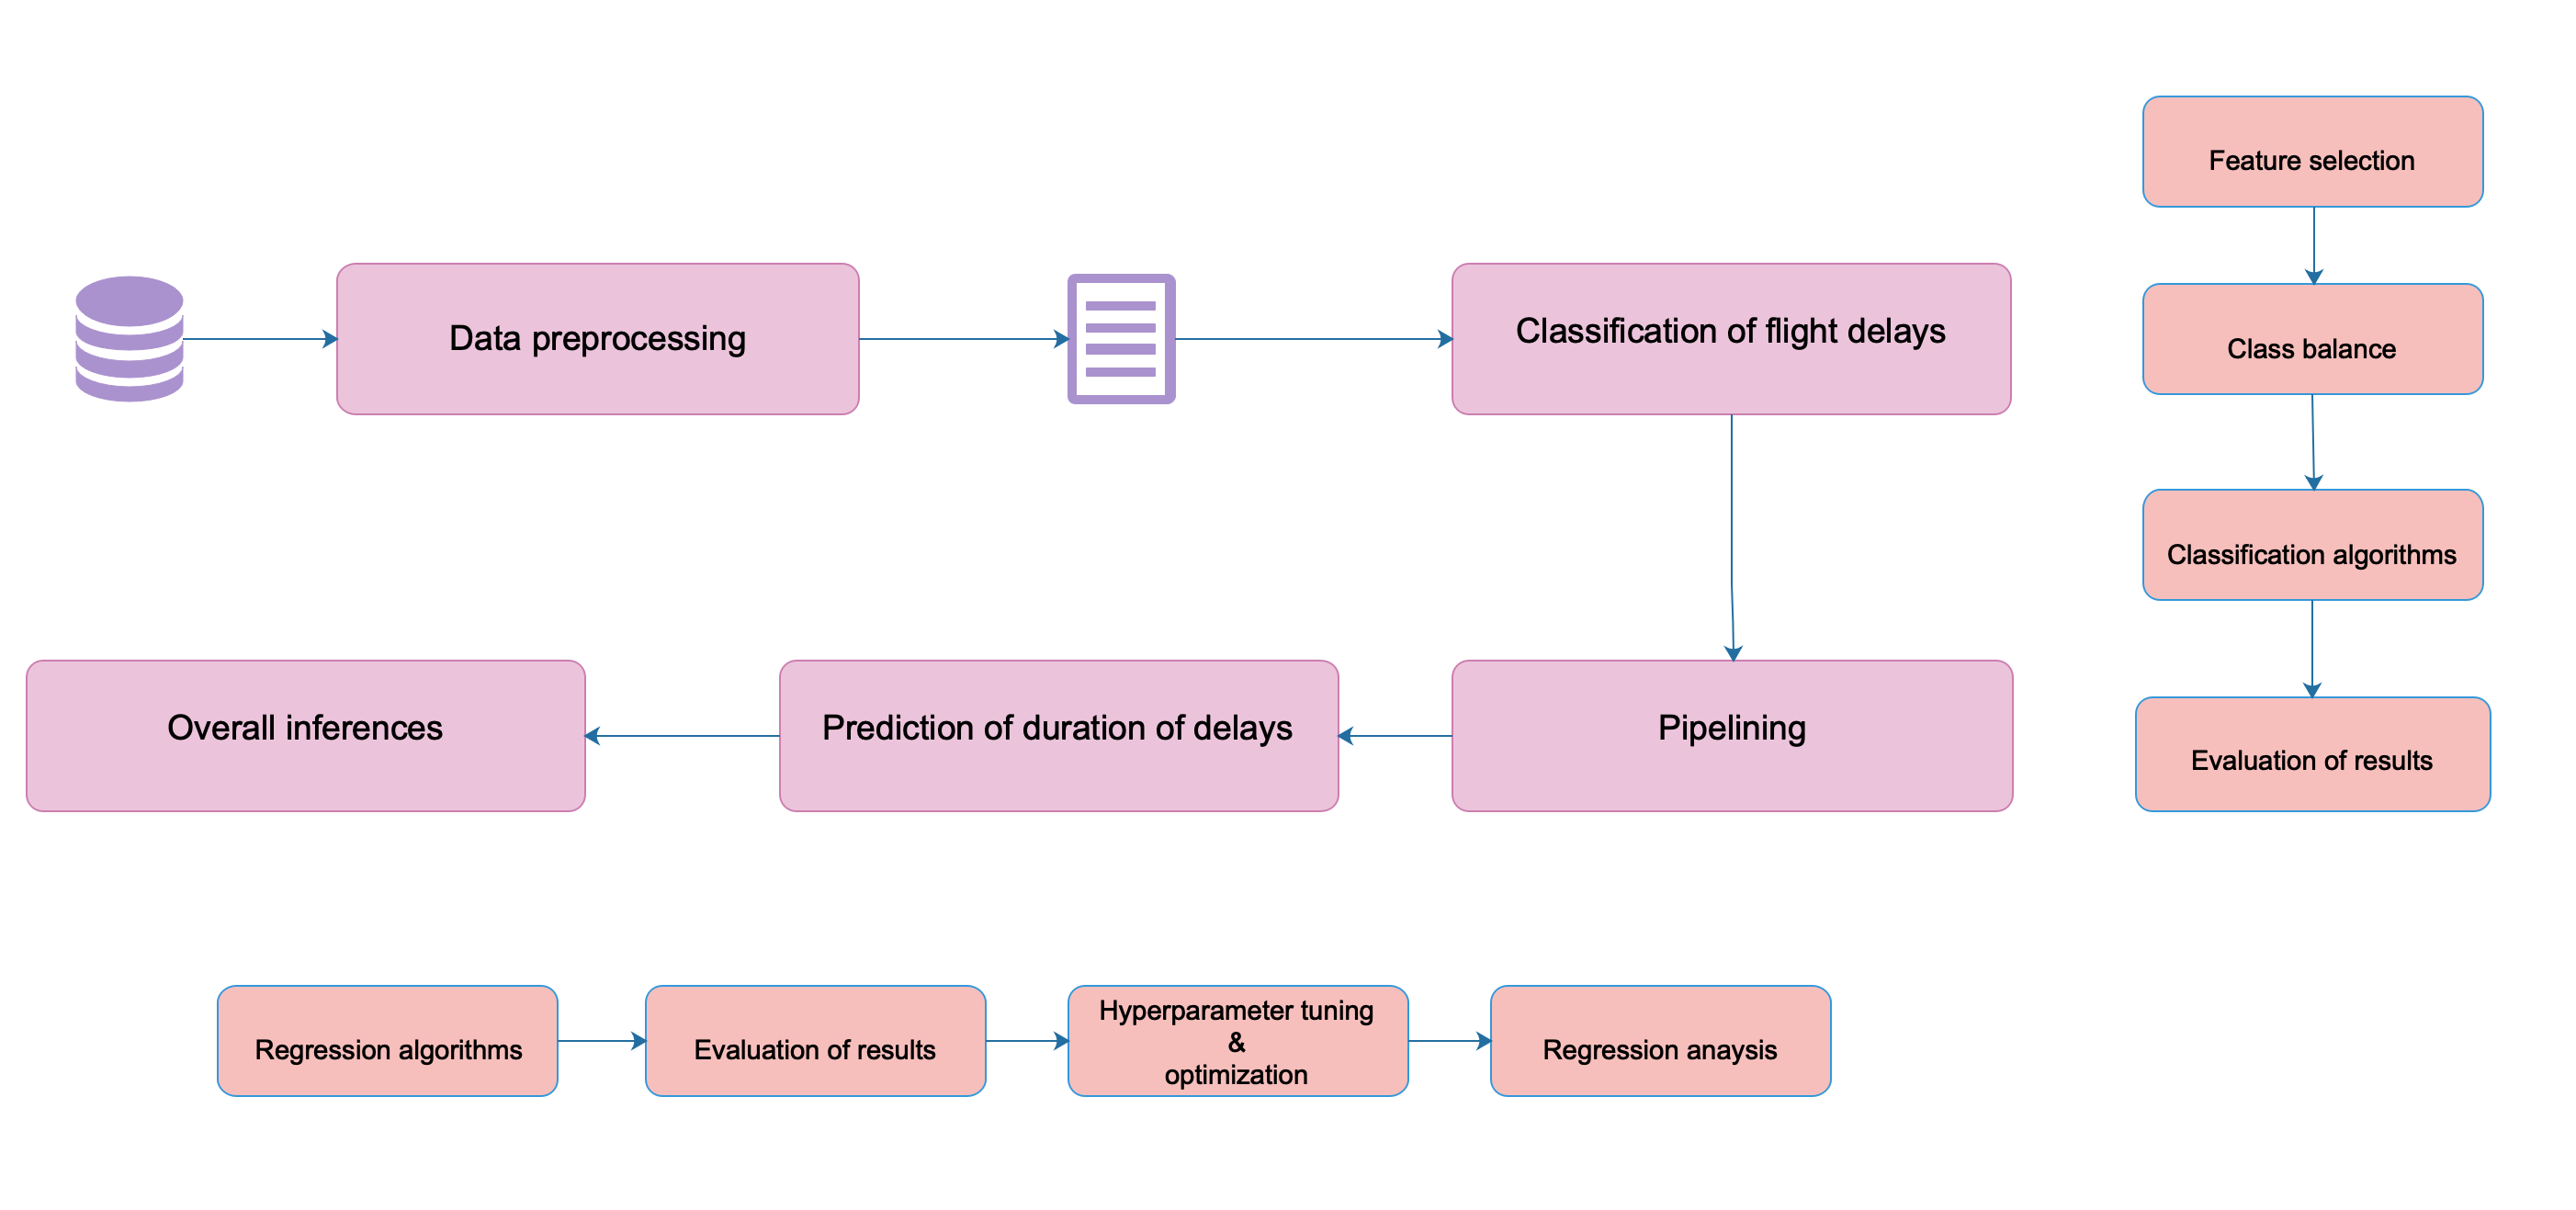 Feature selection
Data preprocessing
Classification of flight delays
Class balance
Classification algorithms
Overall inferences
Prediction of duration of delays
Pipelining
Evaluation of results
Regression algorithms
Evaluation of results
Hyperparameter tuning
&
optimization
Regression anaysis